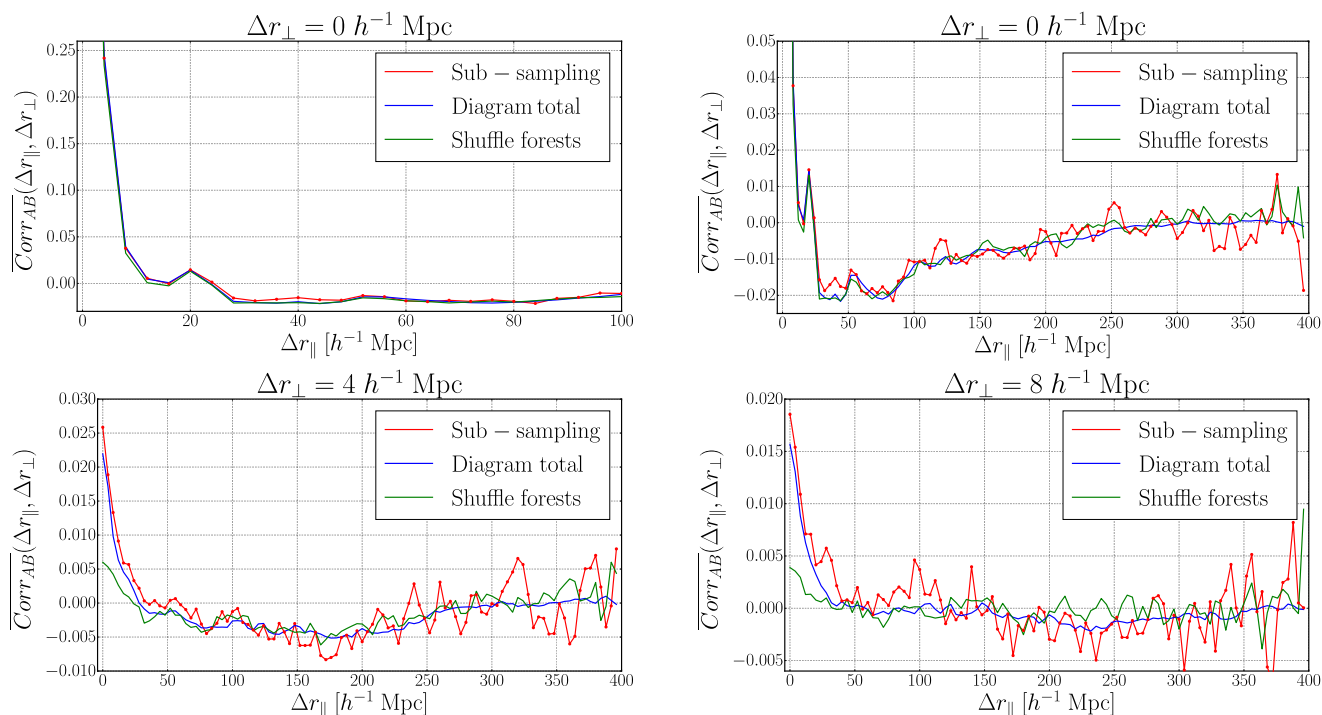 Δr⊥ = 0 h⁻¹ Mpc
Sub − sampling
Diagram total
Shuffle forests
Corr_AB(Δr∥, Δr⊥)
0.25
0.20
0.15
0.10
0.05
0.00
0 20 40 60 80 100
Δr∥ [h⁻¹ Mpc]
Δr⊥ = 0 h⁻¹ Mpc
Sub − sampling
Diagram total
Shuffle forests
Corr_AB(Δr∥, Δr⊥)
0.05
0.04
0.03
0.02
0.01
0.00
−0.01
−0.02
0 50 100 150 200 250 300 350 400
Δr∥ [h⁻¹ Mpc]
Δr⊥ = 4 h⁻¹ Mpc
Sub − sampling
Diagram total
Shuffle forests
Corr_AB(Δr∥, Δr⊥)
0.030
0.025
0.020
0.015
0.010
0.005
0.000
−0.005
−0.010
0 50 100 150 200 250 300 350 400
Δr∥ [h⁻¹ Mpc]
Δr⊥ = 8 h⁻¹ Mpc
Sub − sampling
Diagram total
Shuffle forests
Corr_AB(Δr∥, Δr⊥)
0.020
0.015
0.010
0.005
0.000
−0.005
0 50 100 150 200 250 300 350 400
Δr∥ [h⁻¹ Mpc]